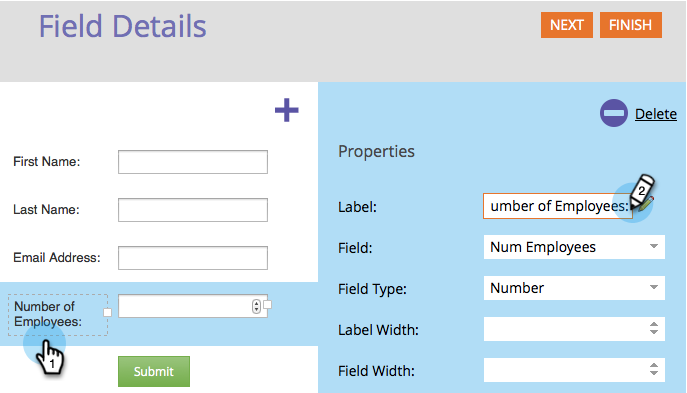 Field Details
NEXT
FINISH
Delete
Properties
First Name:
Last Name:
Email Address:
Number of
Employees:
1
Submit
Label:
umber of Employees:
2
Field:
Num Employees
Field Type:
Number
Label Width:
Field Width: